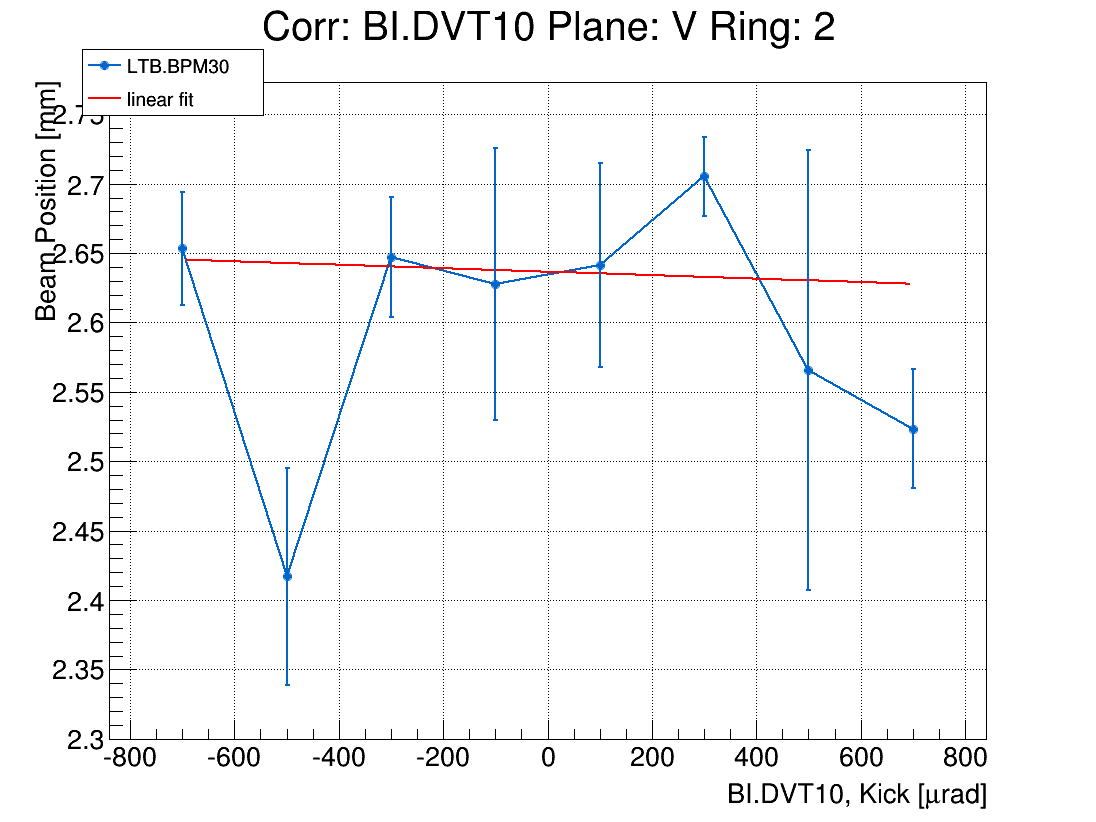 Corr: BI.DVT10 Plane: V Ring: 2
LTB.BPM30
linear fit
Beam Position [mm]
2.75
2.7
2.65
2.6
2.55
2.5
2.45
2.4
2.35
2.3
-800 -600 -400 -200 0 200 400 600 800
BI.DVT10, Kick [μrad]